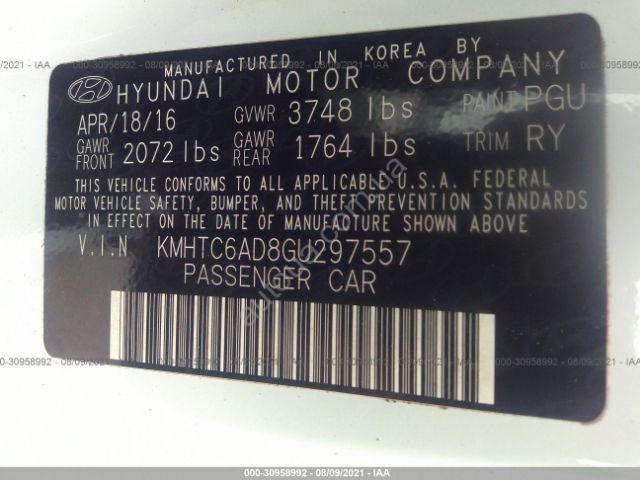 MANUFACTURED IN KOREA BY
HYUNDAI MOTOR COMPANY
APR/18/16 GVWR 3748 lbs PAINT PGU
GAWR FRONT 2072 lbs GAWR REAR 1764 lbs TRIM RY
THIS VEHICLE CONFORMS TO ALL APPLICABLE U.S.A. FEDERAL
MOTOR VEHICLE SAFETY, BUMPER, AND THEFT PREVENTION STANDARDS
IN EFFECT ON THE DATE OF MANUFACTURE SHOWN ABOVE.
V.I.N KMHTC6AD8GU297557
PASSENGER CAR
000-30958992 - 08/09/2021 - IAA